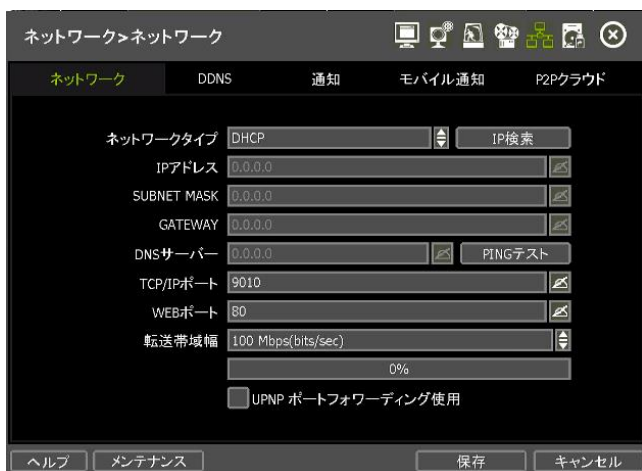 ネットワーク>ネットワーク
ネットワーク DDNS 通知 モバイル通知 P2Pクラウド
ネットワークタイプ DHCP IP検索
IPアドレス 0.0.0.0
SUBNET MASK 0.0.0.0
GATEWAY 0.0.0.0
DNSサーバー 0.0.0.0 PINGテスト
TCP/IPポート 9010
WEBポート 80
転送帯域幅 100 Mbps(bits/sec)
0%
UPNP ポートフォワーディング使用
ヘルプ メンテナンス 保存 キャンセル